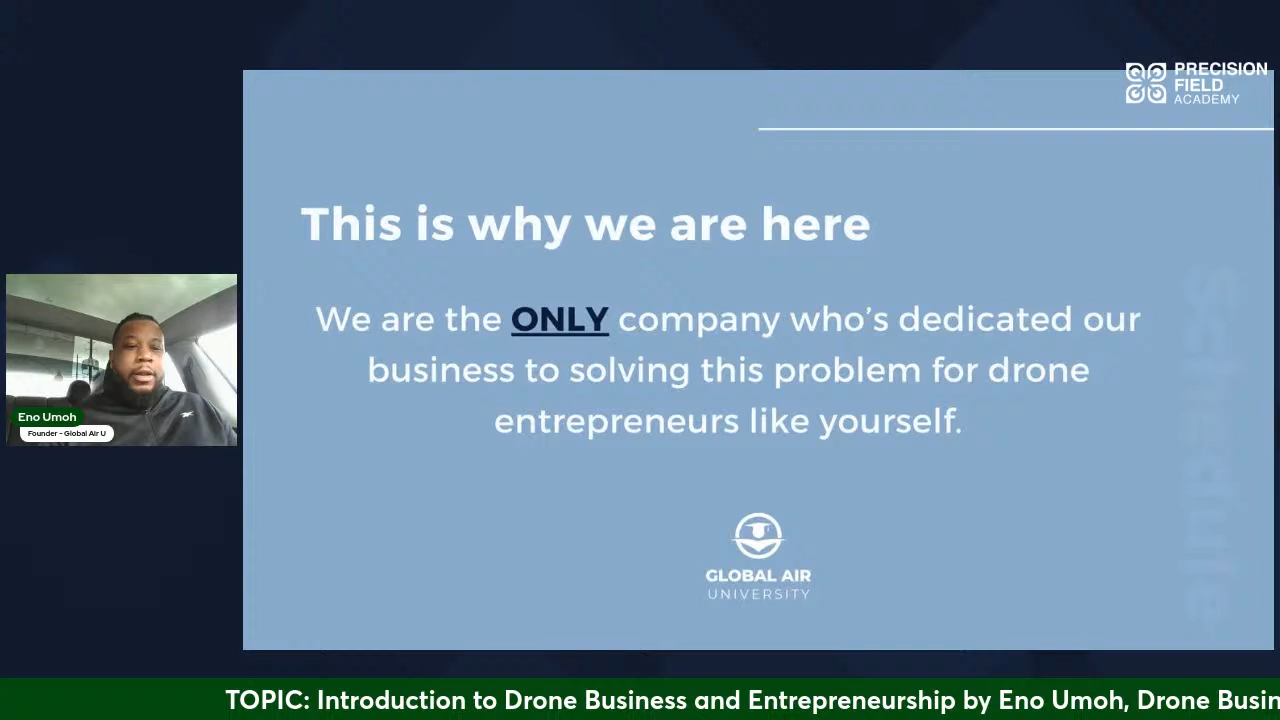 PRECISION
FIELD
ACADEMY
This is why we are here
We are the ONLY company who's dedicated our
business to solving this problem for drone
entrepreneurs like yourself.
Schedule
Eno Umoh
Founder - Global Air U
GLOBAL AIR
UNIVERSITY
TOPIC: Introduction to Drone Business and Entrepreneurship by Eno Umoh, Drone Busin